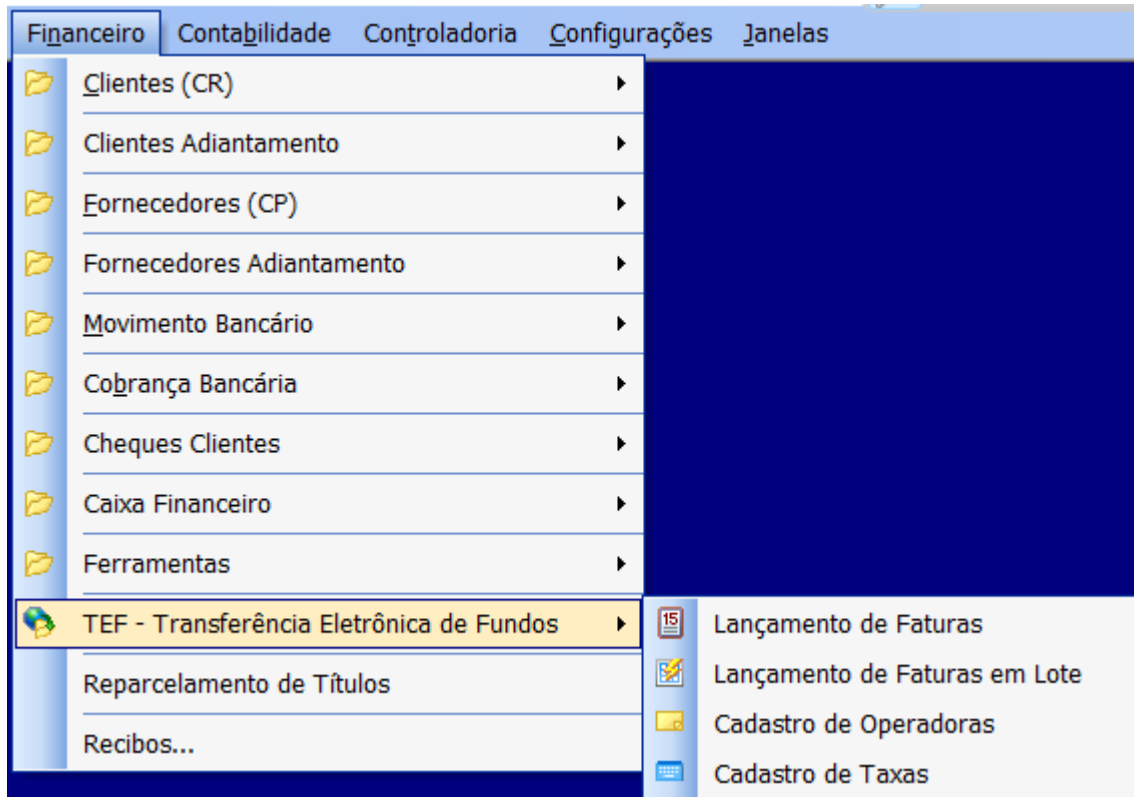 Financeiro Contabilidade Controladoria Configurações Janelas
Clientes (CR)
Clientes Adiantamento
Fornecedores (CP)
Fornecedores Adiantamento
Movimento Bancário
Cobrança Bancária
Cheques Clientes
Caixa Financeiro
Ferramentas
TEF - Transferência Eletrônica de Fundos
Reparcelamento de Títulos
Recibos...
15 Lançamento de Faturas
Lançamento de Faturas em Lote
Cadastro de Operadoras
Cadastro de Taxas